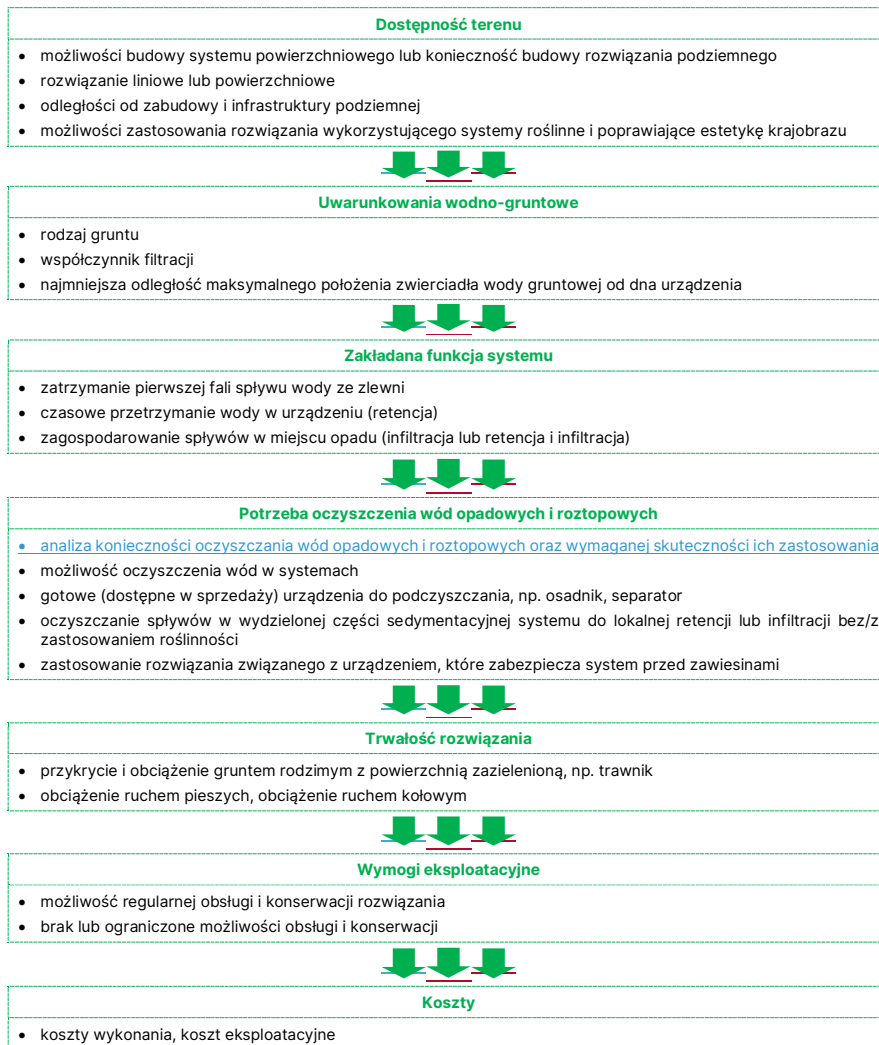 Dostępność terenu
• możliwości budowy systemu powierzchniowego lub konieczność budowy rozwiązania podziemnego
• rozwiązanie liniowe lub powierzchniowe
• odległości od zabudowy i infrastruktury podziemnej
• możliwości zastosowania rozwiązania wykorzystującego systemy roślinne i poprawiające estetykę krajobrazu
Uwarunkowania wodno-gruntowe
• rodzaj gruntu
• współczynnik filtracji
• najmniejsza odległość maksymalnego położenia zwierciadła wody gruntowej od dna urządzenia
Zakładana funkcja systemu
• zatrzymanie pierwszej fali spływu wody ze zlewni
• czasowe przetrzymanie wody w urządzeniu (retencja)
• zagospodarowanie spływów w miejscu opadu (infiltracja lub retencja i infiltracja)
Potrzeba oczyszczenia wód opadowych i roztopowych
• analiza konieczności oczyszczania wód opadowych i roztopowych oraz wymaganej skuteczności ich zastosowania
• możliwość oczyszczenia wód w systemach
• gotowe (dostępne w sprzedaży) urządzenia do podczyszczania, np. osadnik, separator
• oczyszczanie spływów w wydzielonej części sedymentacyjnej systemu do lokalnej retencji lub infiltracji bez/z
zastosowaniem roślinności
• zastosowanie rozwiązania związanego z urządzeniem, które zabezpiecza system przed zawiesinami
Trwałość rozwiązania
• przykrycie i obciążenie gruntem rodzimym z powierzchnią zazielenioną, np. trawnik
• obciążenie ruchem pieszych, obciążenie ruchem kołowym
Wymogi eksploatacyjne
• możliwość regularnej obsługi i konserwacji rozwiązania
• brak lub ograniczone możliwości obsługi i konserwacji
Koszty
• koszty wykonania, koszt eksploatacyjne